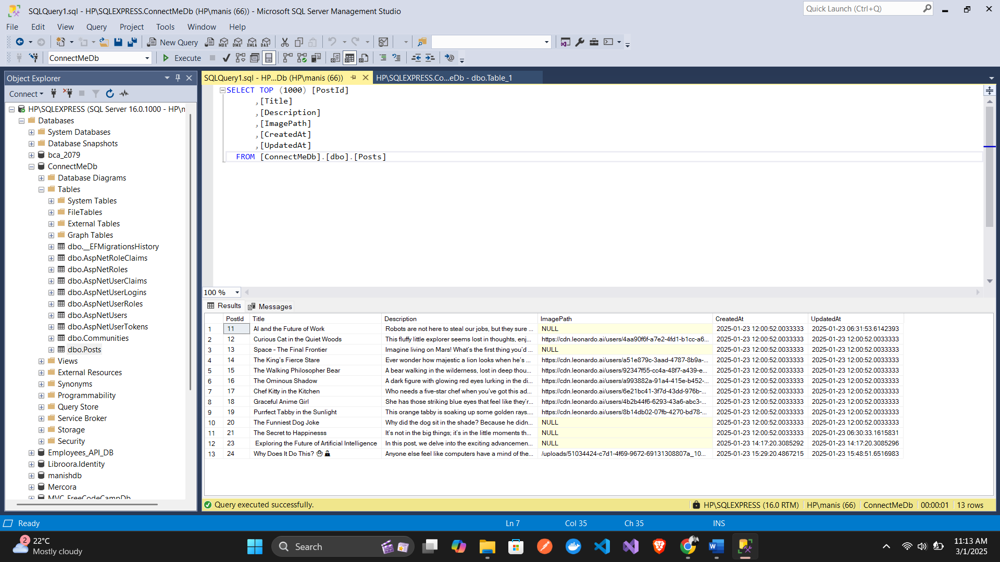 SQLQuery1.sql - HP\SQLEXPRESS.ConnectMeDb (HP\manis (66)) - Microsoft SQL Server Management Studio
Quick Launch (Ctrl+Q)
File Edit View Query Project Tools Window Help
New Query MDX DMX XMLA DAX
ConnectMeDb Execute
Object Explorer
Connect
HP\SQLEXPRESS (SQL Server 16.0.1000 - HP\r
Databases
System Databases
Database Snapshots
bca_2079
ConnectMeDb
Database Diagrams
Tables
System Tables
FileTables
External Tables
Graph Tables
dbo.__EFMigrationsHistory
dbo.AspNetRoleClaims
dbo.AspNetRoles
dbo.AspNetUserClaims
dbo.AspNetUserLogins
dbo.AspNetUserRoles
dbo.AspNetUsers
dbo.AspNetUserTokens
dbo.Communities
dbo.Posts
Views
External Resources
Synonyms
Programmability
Query Store
Service Broker
Storage
Security
Employees_API_DB
Libroora.Identity
manishdb
Mercora
MVC_FreeCodeCampDb
SQLQuery1.sql - HP...Db (HP\manis (66)) HP\SQLEXPRESS.Co...eDb - dbo.Table_1
SELECT TOP (1000) [PostId]
,[Title]
,[Description]
,[ImagePath]
,[CreatedAt]
,[UpdatedAt]
FROM [ConnectMeDb].[dbo].[Posts]
100 %
Results Messages
PostId Title Description ImagePath CreatedAt UpdatedAt
1 11 AI and the Future of Work Robots are not here to steal our jobs, but they sure ... NULL 2025-01-23 12:00:52.0033333 2025-01-23 06:31:53.6142393
2 12 Curious Cat in the Quiet Woods This fluffy little explorer seems lost in thoughts, enj... https://cdn.leonardo.ai/users/4aa90f6f-a7e2-4fd1-b1cc-a6... 2025-01-23 12:00:52.0033333 2025-01-23 12:00:52.0033333
3 13 Space – The Final Frontier Imagine living on Mars! What's the first thing you'd ... NULL 2025-01-23 12:00:52.0033333 2025-01-23 12:00:52.0033333
4 14 The King's Fierce Stare Ever wonder how majestic a lion looks when he's ... https://cdn.leonardo.ai/users/a51e879c-3aad-4787-8b9a-... 2025-01-23 12:00:52.0033333 2025-01-23 12:00:52.0033333
5 15 The Walking Philosopher Bear A bear walking in the wilderness, lost in deep thou... https://cdn.leonardo.ai/users/92347f55-cc4a-48f7-a439-e... 2025-01-23 12:00:52.0033333 2025-01-23 12:00:52.0033333
6 16 The Ominous Shadow A dark figure with glowing red eyes lurking in the di... https://cdn.leonardo.ai/users/a993882a-91a4-415e-b452-... 2025-01-23 12:00:52.0033333 2025-01-23 12:00:52.0033333
7 17 Chef Kitty in the Kitchen Who needs a five-star chef when you've got this ad... https://cdn.leonardo.ai/users/6e21bc41-3f7d-43dd-976b-... 2025-01-23 12:00:52.0033333 2025-01-23 12:00:52.0033333
8 18 Graceful Anime Girl She has those striking blue eyes that feel like they'r... https://cdn.leonardo.ai/users/4b2b44f6-6293-43a6-abc3-... 2025-01-23 12:00:52.0033333 2025-01-23 12:00:52.0033333
9 19 Purrfect Tabby in the Sunlight This orange tabby is soaking up some golden rays.... https://cdn.leonardo.ai/users/8b14db02-07fb-4270-bd78-... 2025-01-23 12:00:52.0033333 2025-01-23 12:00:52.0033333
10 20 The Funniest Dog Joke Why did the dog sit in the shade? Because he didn... NULL 2025-01-23 12:00:52.0033333 2025-01-23 12:00:52.0033333
11 21 The Secret to Happinesss It's not in the big things; it's in the little moments th... NULL 2025-01-23 12:00:52.0033333 2025-01-23 06:30:33.1615831
12 23 Exploring the Future of Artificial Intelligence In this post, we delve into the exciting advancemen... NULL 2025-01-23 14:17:20.3085292 2025-01-23 14:17:20.3085296
13 24 Why Does It Do This? Anyone else feel like computers have a mind of the... /uploads/51034424-c7d1-4f69-9672-69131308807a_10... 2025-01-23 15:29:20.4867215 2025-01-23 15:48:51.6516983
Query executed successfully. HP\SQLEXPRESS (16.0 RTM) HP\manis (66) ConnectMeDb 00:00:01 13 rows
Ready Ln 7 Col 35 Ch 35 INS
2 22°C
Mostly cloudy
Search
11:13 AM
3/1/2025